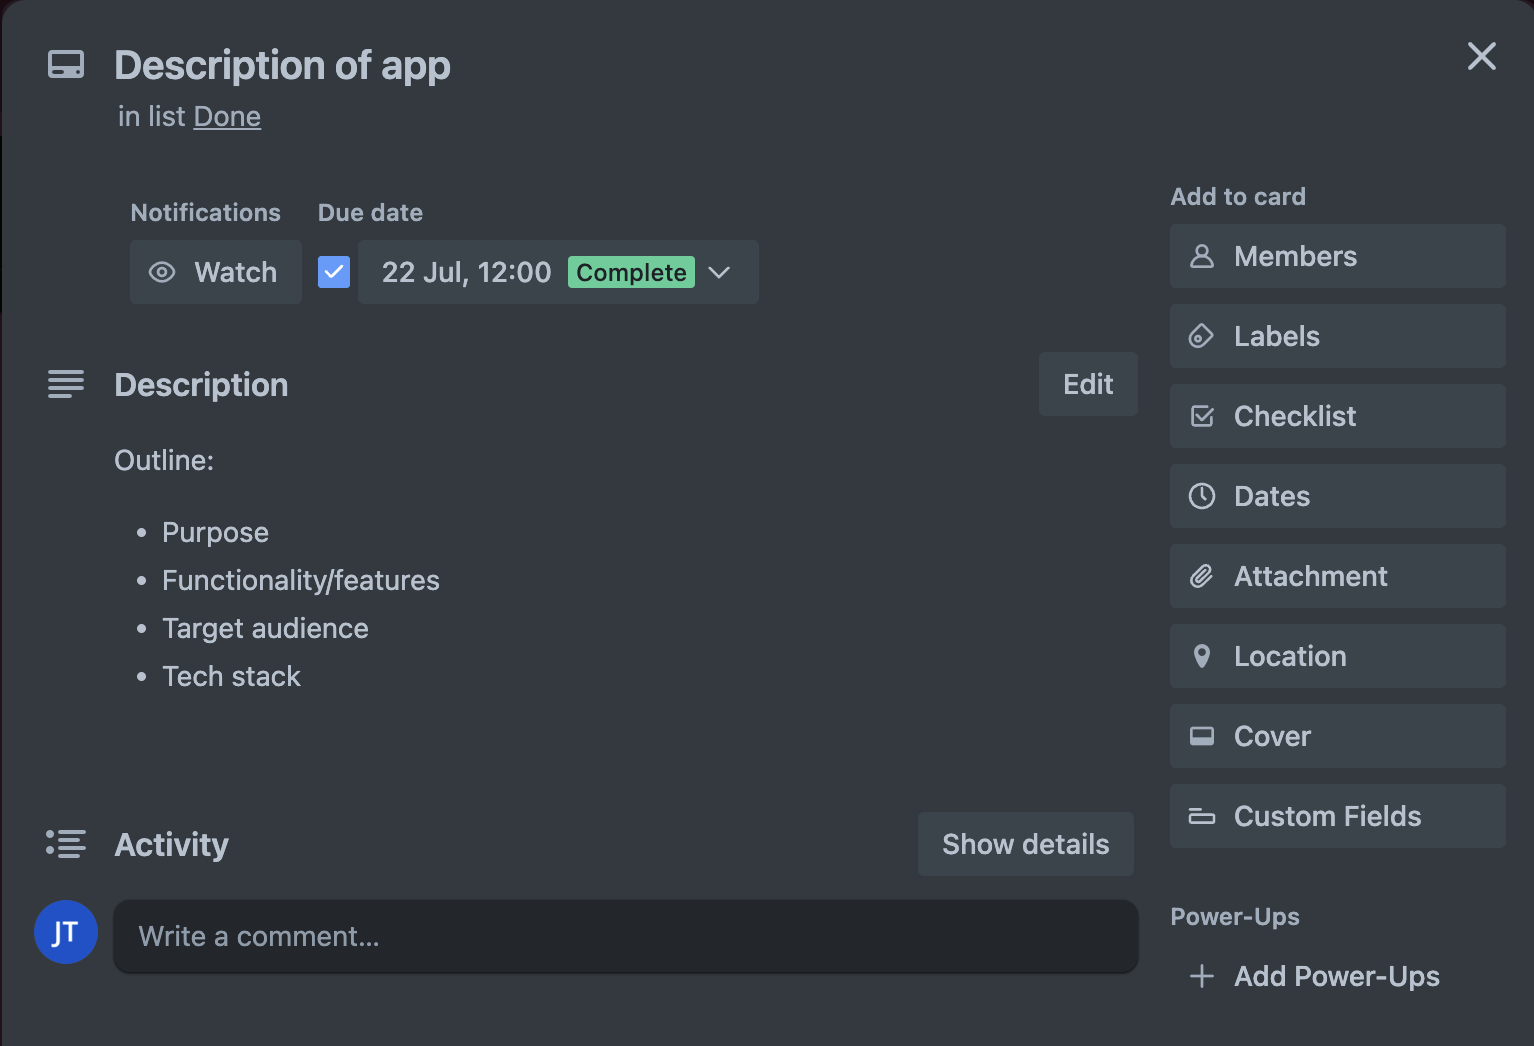 Description of app
in list Done
Notifications
Due date
Watch
22 Jul, 12:00 Complete
Description
Edit
Outline:
• Purpose
• Functionality/features
• Target audience
• Tech stack
Activity
Show details
JT
Write a comment...
Add to card
Members
Labels
Checklist
Dates
Attachment
Location
Cover
Custom Fields
Power-Ups
+ Add Power-Ups